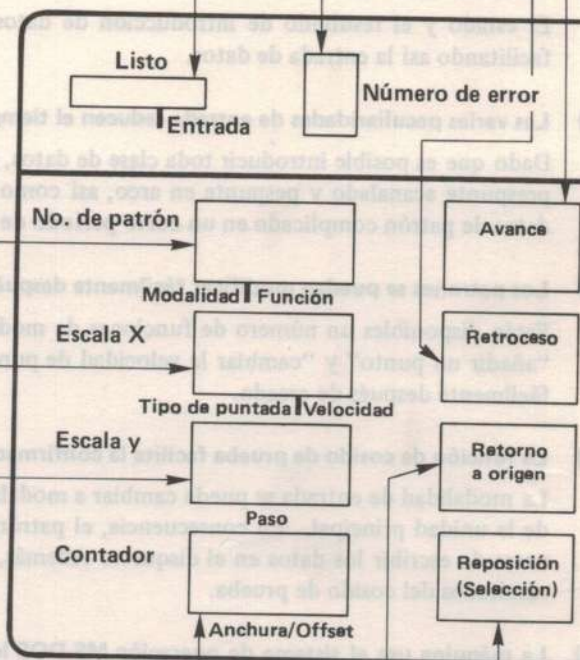 Listo
Número de error
Entrada
No. de patrón
Avance
Modalidad Función
Escala X
Retroceso
Tipo de puntada Velocidad
Escala y
Retorno
a origen
Paso
Contador
Reposición
(Selección)
Anchura/Offset